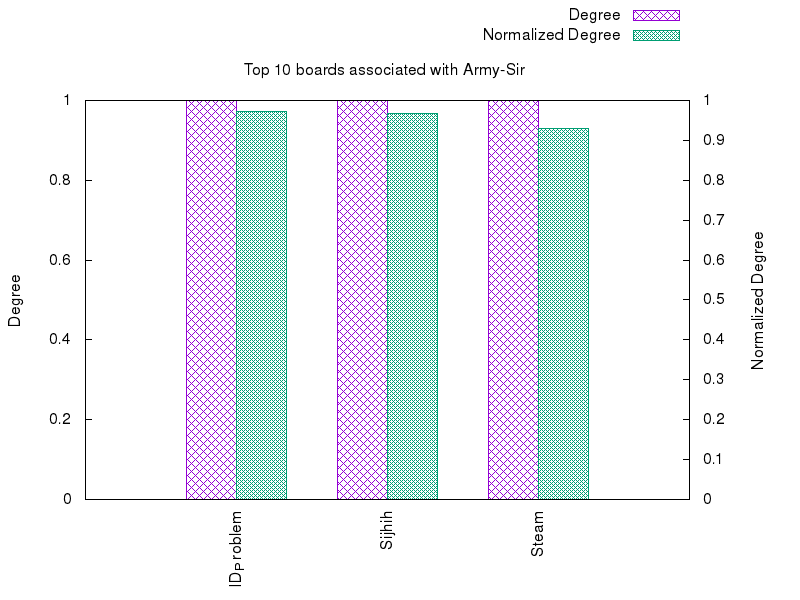 Degree
Normalized Degree
Top 10 boards associated with Army-Sir
1
0.8
0.6
0.4
0.2
0
Degree
1
0.9
0.8
0.7
0.6
0.5
0.4
0.3
0.2
0.1
0
Normalized Degree
IDProblem
Sijhih
Steam